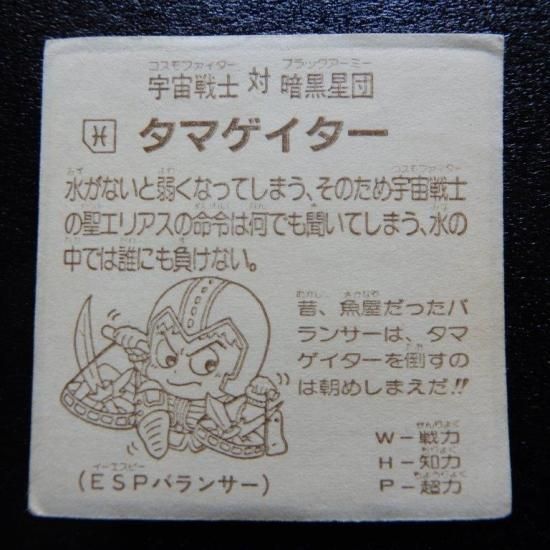 コスモファイター ブラックアーミー
宇宙戦士 対 暗黒星団
H タマゲイター
水がないと弱くなってしまう、そのため宇宙戦士
の聖エリアスの命令は何でも聞いてしまう、水の
中では誰にも負けない。
昔、魚屋だったバ
ランサーは、タマ
ゲイターを倒すの
は朝めしまえだ!!
イーエスピー
(ESPバランサー)
W-戦力
H-知力
P-超力